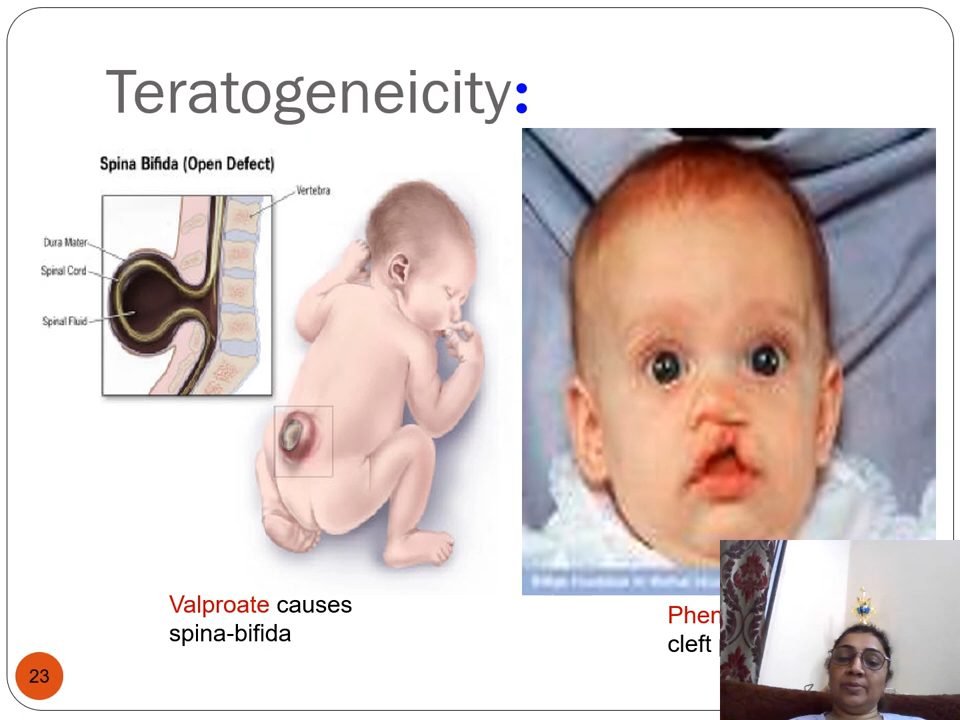 Teratogeneicity:
Spina Bifida (Open Defect)
Vertebra
Dura Mater
Spinal Cord
Spinal Fluid
Valproate causes
spina-bifida
cleft
23